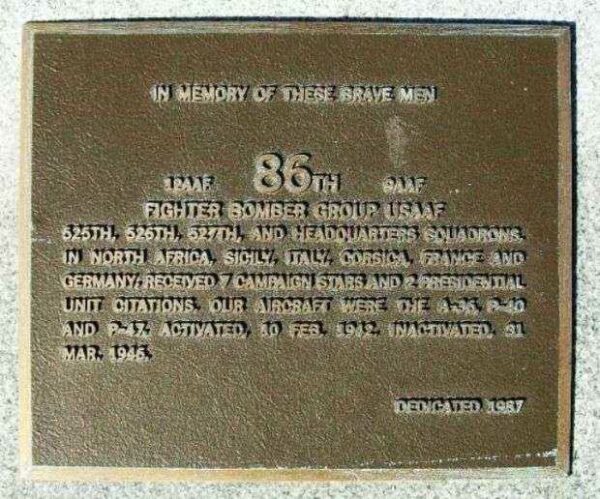 IN MEMORY OF THESE BRAVE MEN
12AAF 86TH 9AAF
FIGHTER BOMBER GROUP USAAF
525TH, 526TH, 527TH, AND HEADQUARTERS SQUADRONS.
IN NORTH AFRICA, SICILY, ITALY, CORSICA, FRANCE AND
GERMANY; RECEIVED 7 CAMPAIGN STARS AND 2 PRESIDENTIAL
UNIT CITATIONS. OUR AIRCRAFT WERE THE A-36, P-40
AND P-47. ACTIVATED, 10 FEB. 1942. INACTIVATED, 31
MAR. 1946.
DEDICATED 1987